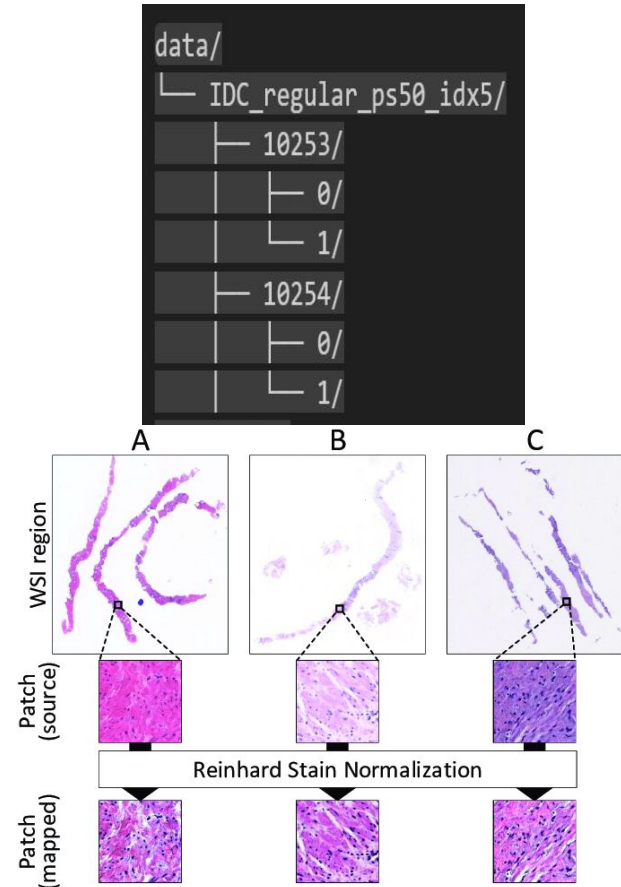 data/
└── IDC_regular_ps50_idx5/
├── 10253/
│ ├── 0/
│ └── 1/
├── 10254/
│ ├── 0/
│ └── 1/
A B C
WSI region
Patch
(source)
Reinhard Stain Normalization
Patch
(mapped)